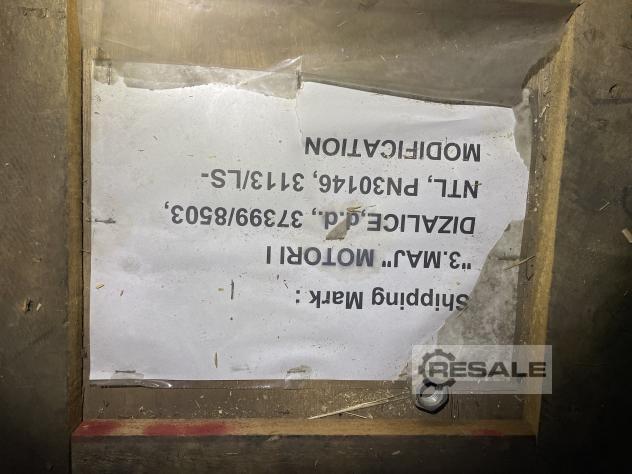 Shipping Mark :
"3.MAJ" MOTORI I
DIZALICE,d.d., 37399/8503,
NTL, PN30146, 3113/LS-
MODIFICATION
RESALE